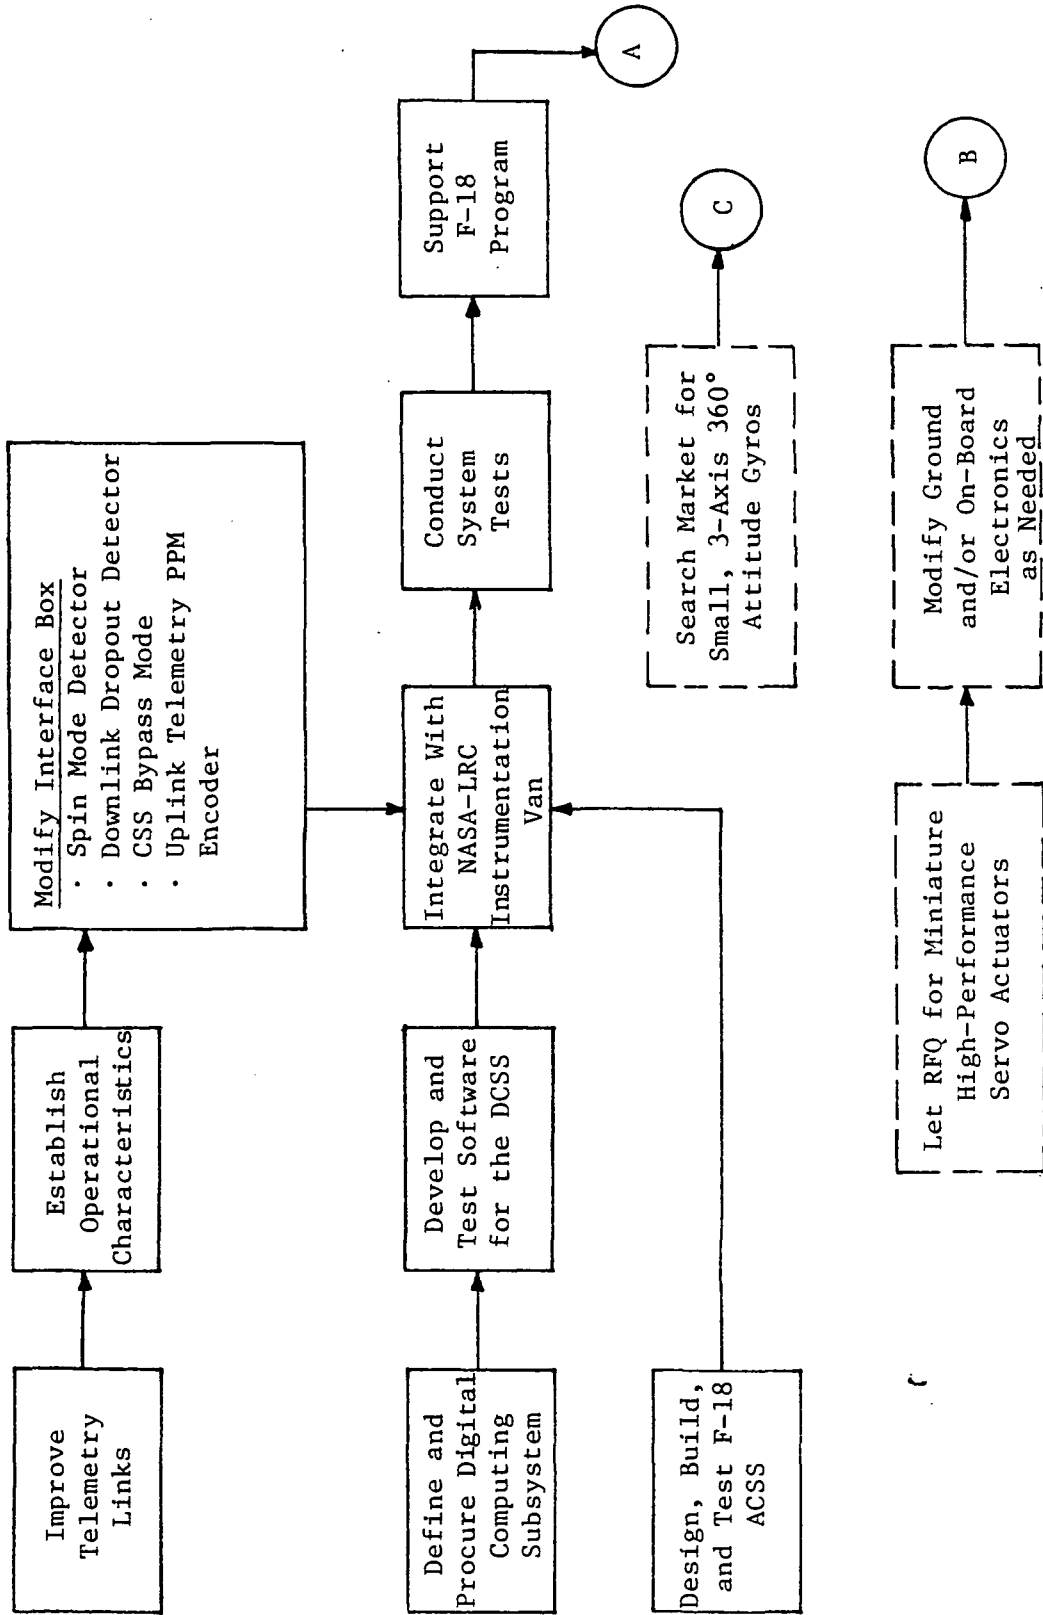 Improve
Telemetry
Links
Establish
Operational
Characteristics
Modify Interface Box
· Spin Mode Detector
· Downlink Dropout Detector
· CSS Bypass Mode
· Uplink Telemetry PPM
Encoder
Define and
Procure Digital
Computing
Subsystem
Develop and
Test Software
for the DCSS
Integrate With
NASA-LRC
Instrumentation
Van
Conduct
System
Tests
Support
F-18
Program
A
Design, Build,
and Test F-18
ACSS
Search Market for
Small, 3-Axis 360°
Attitude Gyros
C
Let RFQ for Miniature
High-Performance
Servo Actuators
Modify Ground
and/or On-Board
Electronics
as Needed
B